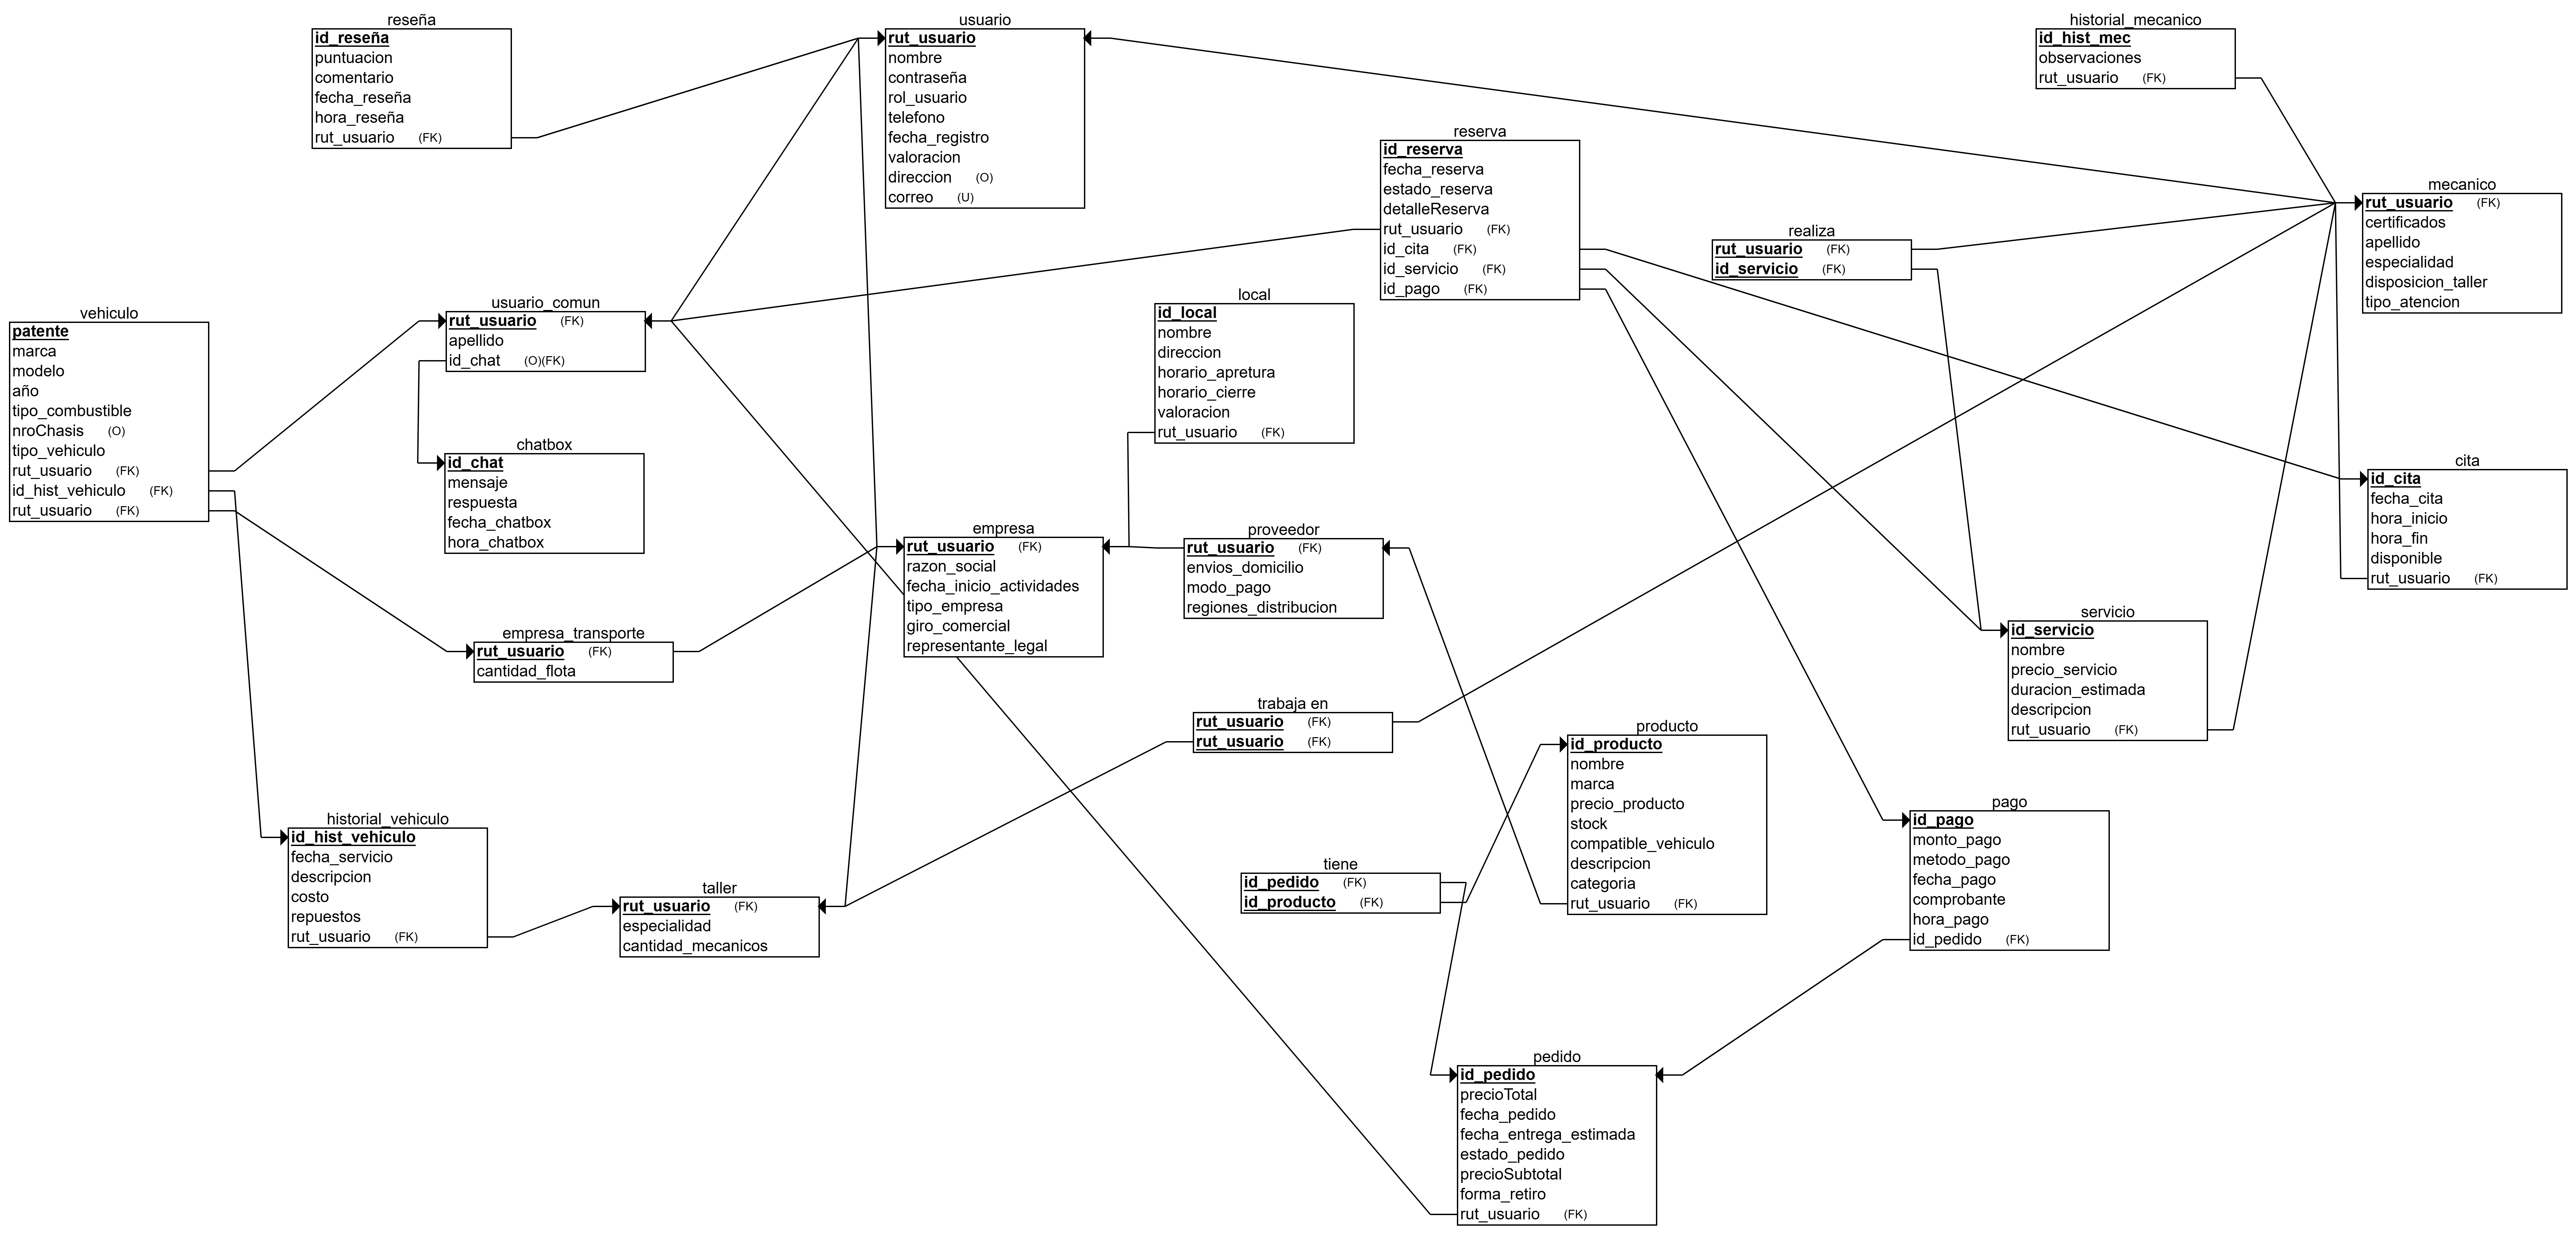 reseña
id_reseña
puntuacion
comentario
fecha_reseña
hora_reseña
rut_usuario (FK)
usuario
rut_usuario
nombre
contraseña
rol_usuario
telefono
fecha_registro
valoracion
direccion (O)
correo (U)
historial_mecanico
id_hist_mec
observaciones
rut_usuario (FK)
reserva
id_reserva
fecha_reserva
estado_reserva
detalleReserva
rut_usuario (FK)
id_cita (FK)
id_servicio (FK)
id_pago (FK)
realiza
rut_usuario (FK)
id_servicio (FK)
mecanico
rut_usuario (FK)
certificados
apellido
especialidad
disposicion_taller
tipo_atencion
vehiculo
patente
marca
modelo
año
tipo_combustible
nroChasis (O)
tipo_vehiculo
rut_usuario (FK)
id_hist_vehiculo (FK)
rut_usuario (FK)
usuario_comun
rut_usuario (FK)
apellido
id_chat (O)(FK)
local
id_local
nombre
direccion
horario_apretura
horario_cierre
valoracion
rut_usuario (FK)
chatbox
id_chat
mensaje
respuesta
fecha_chatbox
hora_chatbox
cita
id_cita
fecha_cita
hora_inicio
hora_fin
disponible
rut_usuario (FK)
empresa
rut_usuario (FK)
razon_social
fecha_inicio_actividades
tipo_empresa
giro_comercial
representante_legal
proveedor
rut_usuario (FK)
envios_domicilio
modo_pago
regiones_distribucion
servicio
id_servicio
nombre
precio_servicio
duracion_estimada
descripcion
rut_usuario (FK)
empresa_transporte
rut_usuario (FK)
cantidad_flota
trabaja en
rut_usuario (FK)
rut_usuario (FK)
producto
id_producto
nombre
marca
precio_producto
stock
compatible_vehiculo
descripcion
categoria
rut_usuario (FK)
pago
id_pago
monto_pago
metodo_pago
fecha_pago
comprobante
hora_pago
id_pedido (FK)
historial_vehiculo
id_hist_vehiculo
fecha_servicio
descripcion
costo
repuestos
rut_usuario (FK)
taller
rut_usuario (FK)
especialidad
cantidad_mecanicos
tiene
id_pedido (FK)
id_producto (FK)
pedido
id_pedido
precioTotal
fecha_pedido
fecha_entrega_estimada
estado_pedido
precioSubtotal
forma_retiro
rut_usuario (FK)